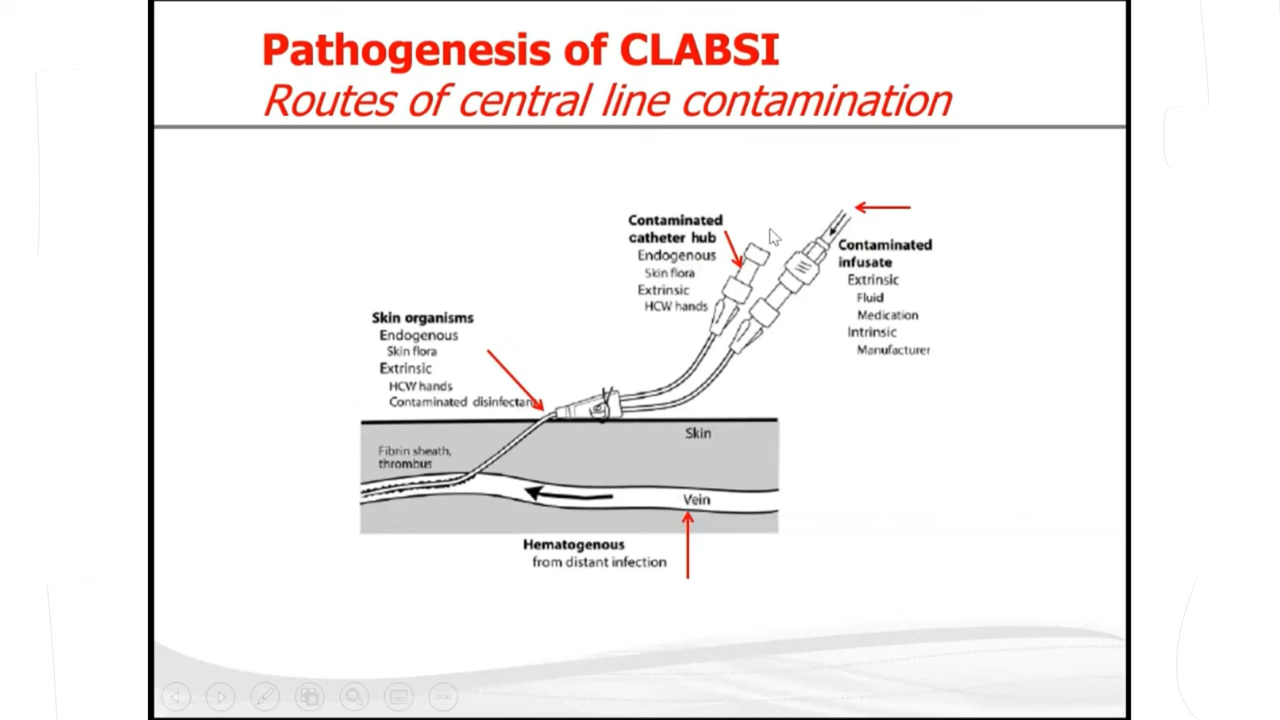 Pathogenesis of CLABSI
Routes of central line contamination
Contaminated
catheter hub
Endogenous
Skin flora
Extrinsic
HCW hands
Contaminated
infusate
Extrinsic
Fluid
Medication
Intrinsic
Manufacturer
Skin organisms
Endogenous
Skin flora
Extrinsic
HCW hands
Contaminated disinfectant
Skin
Fibrin sheath,
thrombus
Vein
Hematogenous
from distant infection